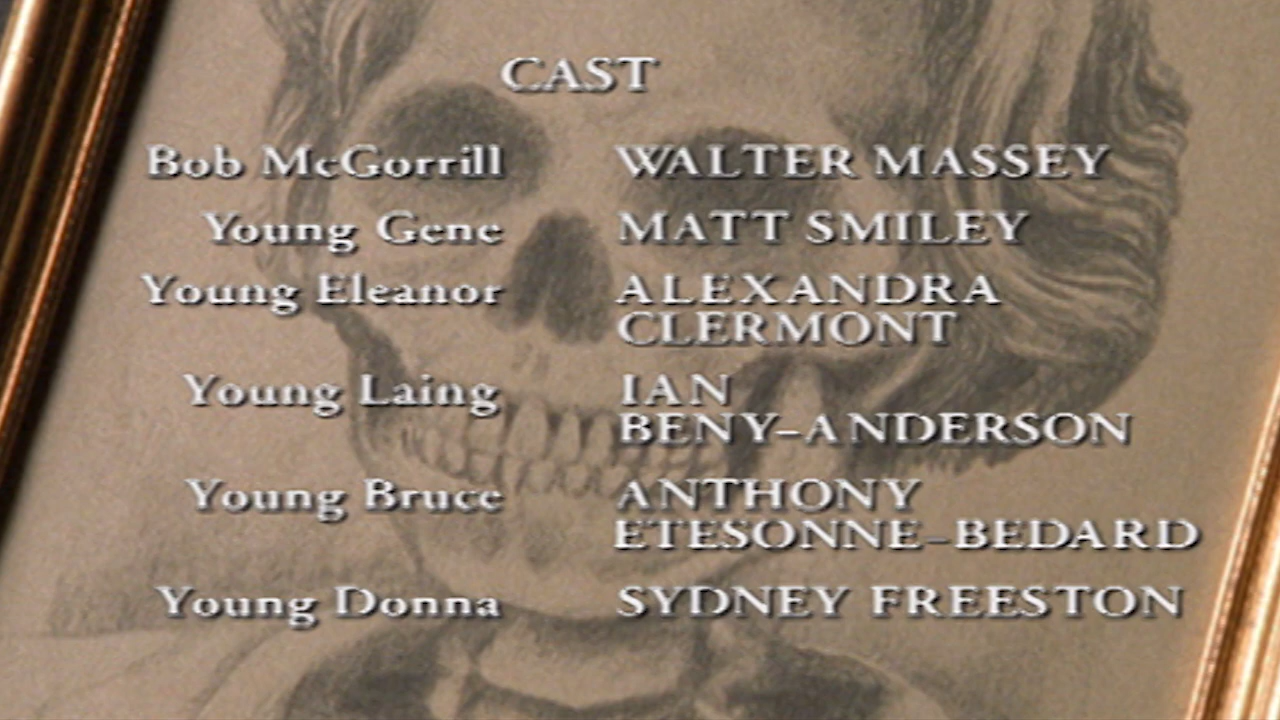 CAST
Bob McGorrill WALTER MASSEY
Young Gene MATT SMILEY
Young Eleanor ALEXANDRA
CLERMONT
Young Laing IAN
BENY-ANDERSON
Young Bruce ANTHONY
ETESONNE-BEDARD
Young Donna SYDNEY FREESTON